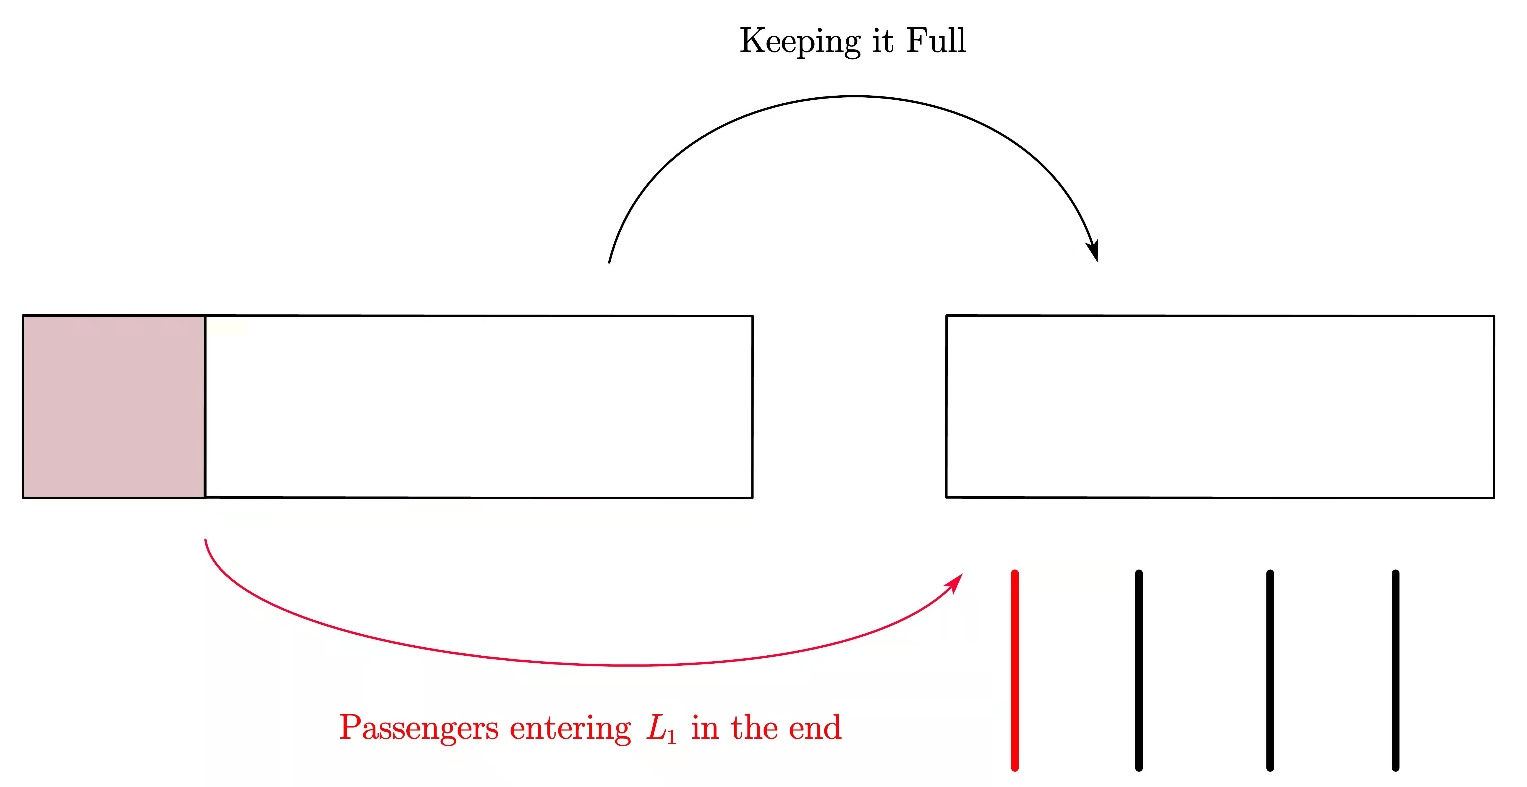 Keeping it Full
Passengers entering L₁ in the end